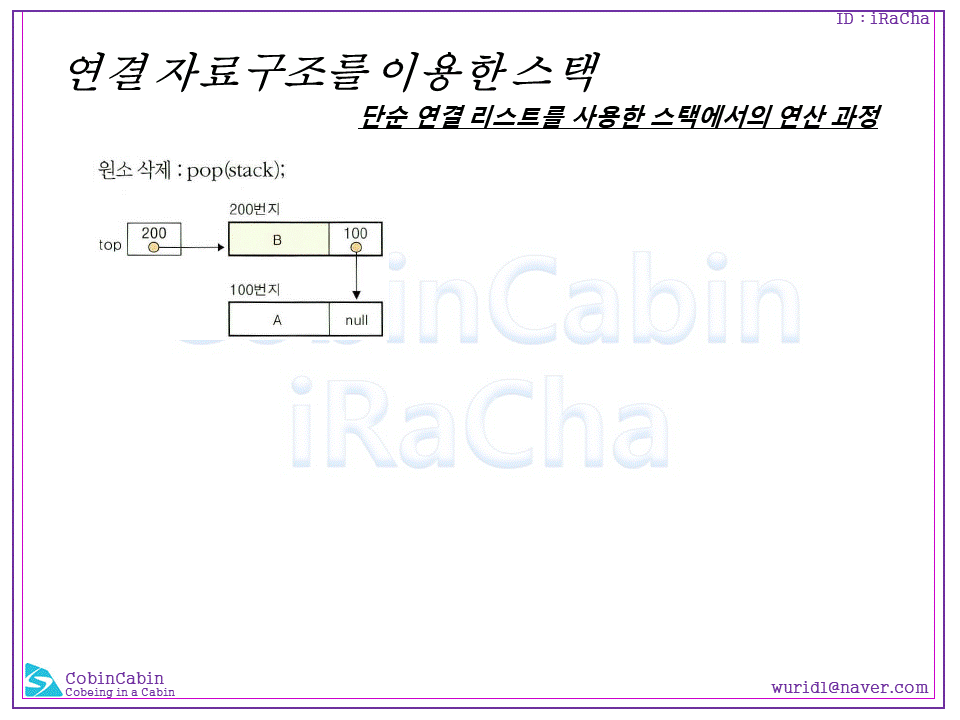 ID : iRaCha
연결 자료구조를 이용한 스택
단순 연결 리스트를 사용한 스택에서의 연산 과정
원소 삭제 : pop(stack);
200번지
top 200 B 100
100번지
A null
CobinCabin
iRaCha
CobinCabin
Cobeing in a Cabin
wurid1@naver.com